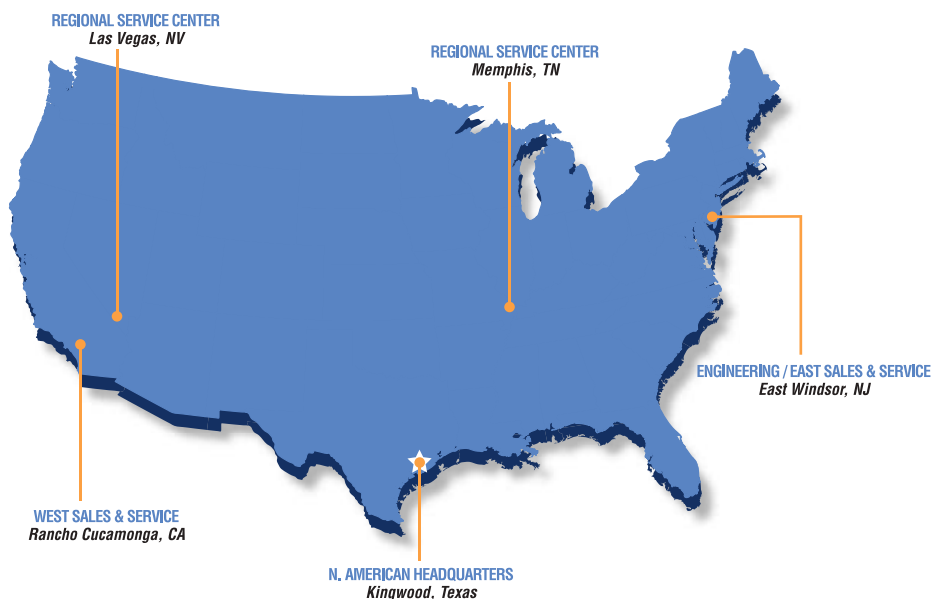 REGIONAL SERVICE CENTER
Las Vegas, NV
REGIONAL SERVICE CENTER
Memphis, TN
ENGINEERING / EAST SALES & SERVICE
East Windsor, NJ
WEST SALES & SERVICE
Rancho Cucamonga, CA
N. AMERICAN HEADQUARTERS
Kingwood, Texas